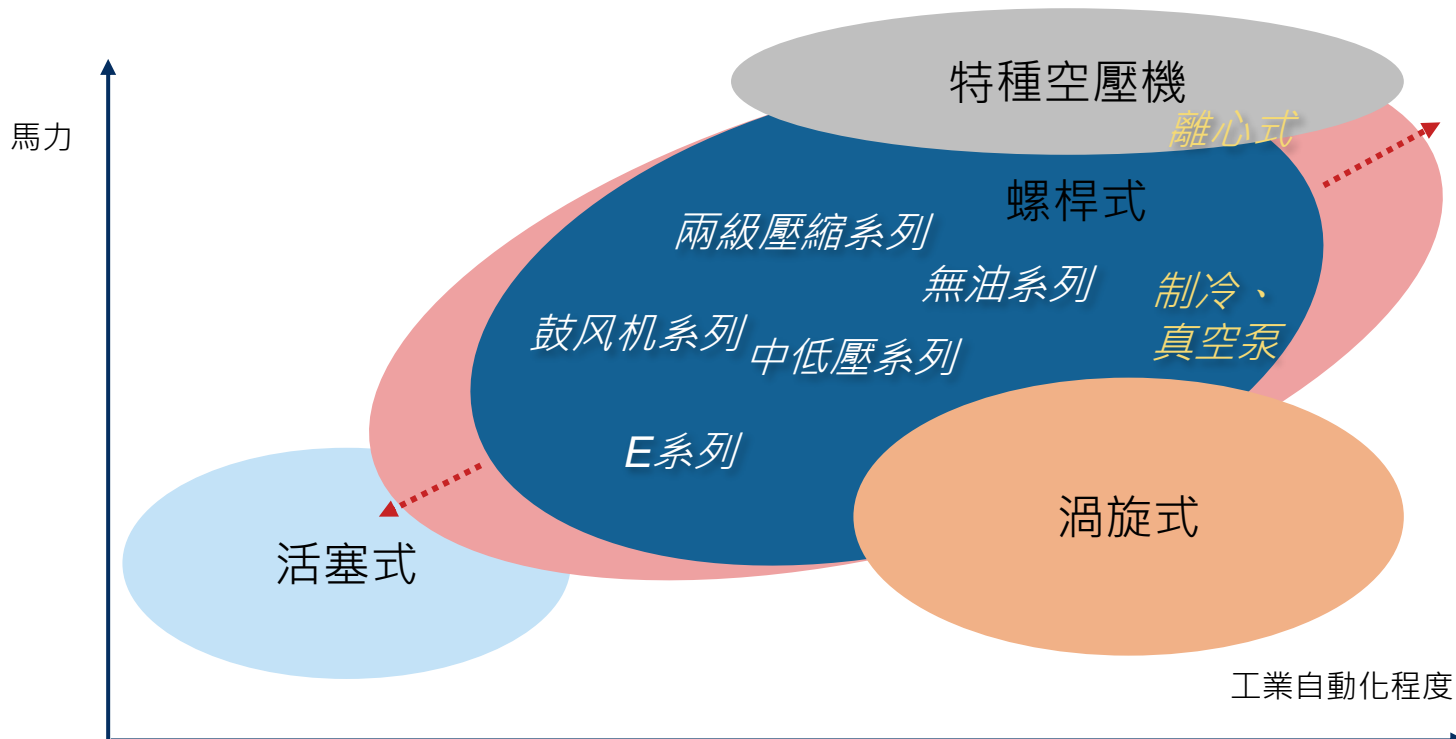 特種空壓機
馬力
離心式
螺桿式
兩級壓縮系列
無油系列
制冷、
真空泵
鼓风机系列
中低壓系列
E系列
渦旋式
活塞式
工業自動化程度